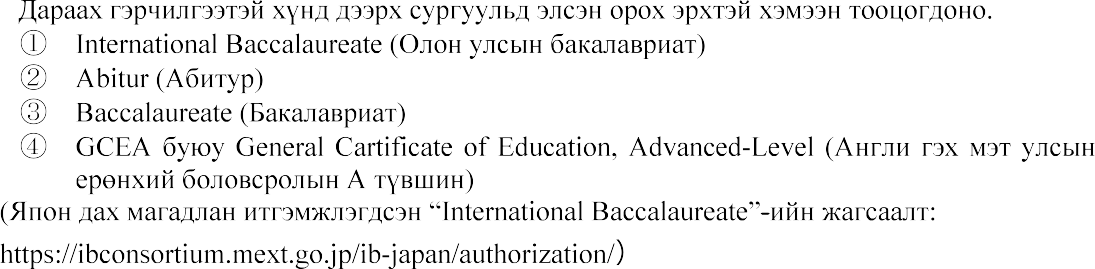 Дараах гэрчилгээтэй хүнд дээрх сургуульд элсэн орох эрхтэй хэмээн тооцогдоно.
① International Baccalaureate (Олон улсын бакалавриат)
② Abitur (Абитур)
③ Baccalaureate (Бакалавриат)
④ GCEA буюу General Cartificate of Education, Advanced-Level (Англи гэх мэт улсын
ерөнхий боловсролын А түвшин)
(Япон дах магадлан итгэмжлэгдсэн “International Baccalaureate”-ийн жагсаалт:
https://ibconsortium.mext.go.jp/ib-japan/authorization/)